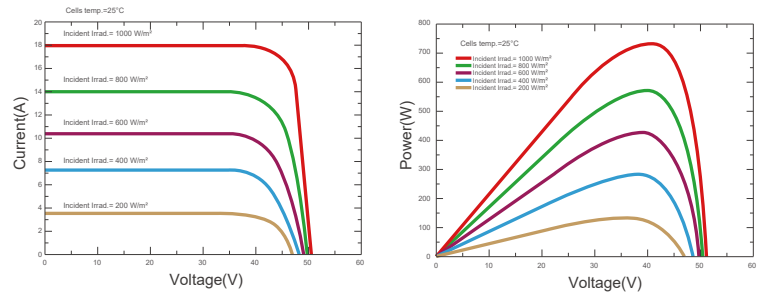 Cells temp.=25°C
20
18
16
14
12
10
8
6
4
2
0
Incident Irrad.= 1000 W/m²
Incident Irrad.= 800 W/m²
Incident Irrad.= 600 W/m²
Incident Irrad.= 400 W/m²
Incident Irrad.= 200 W/m²
Current(A)
0 10 20 30 40 50 60
Voltage(V)
800
700
600
500
400
300
200
100
0
Cells temp.=25°C
Incident Irrad.= 1000 W/m²
Incident Irrad.= 800 W/m²
Incident Irrad.= 600 W/m²
Incident Irrad.= 400 W/m²
Incident Irrad.= 200 W/m²
Power(W)
0 10 20 30 40 50 60
Voltage(V)